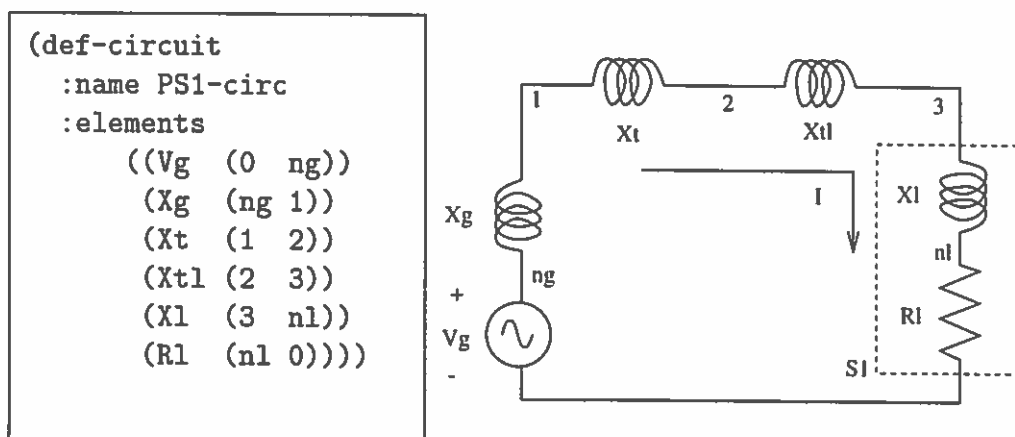 (def-circuit
:name PS1-circ
:elements
((Vg (0 ng))
(Xg (ng 1))
(Xt (1 2))
(Xtl (2 3))
(Xl (3 nl))
(Rl (nl 0))))
1
Xt
2
Xtl
3
Xg
ng
+
Vg
-
I
Xl
nl
Rl
Sl